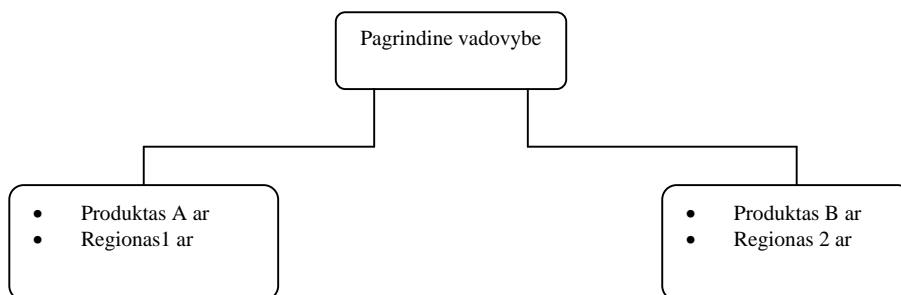 Pagrindine vadovybe
• Produktas A ar
• Regionas1 ar
• Produktas B ar
• Regionas 2 ar